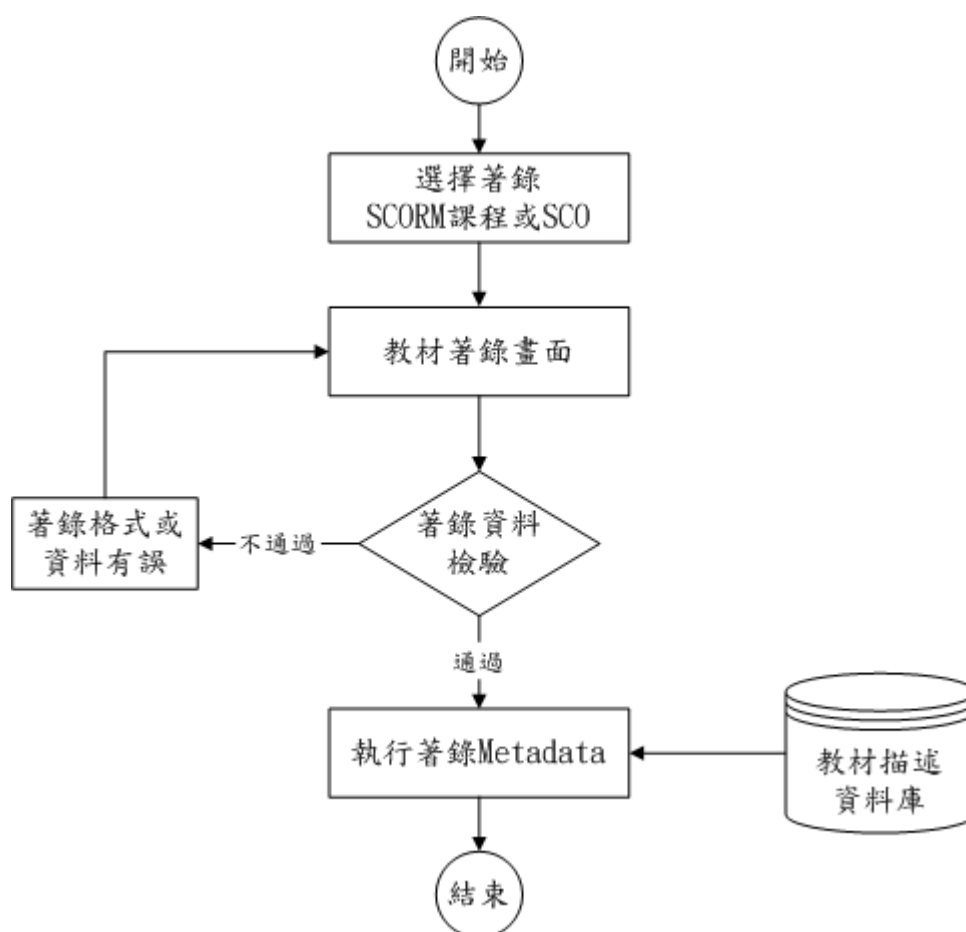 開始
選擇著錄
SCORM課程或SCO
教材著錄畫面
著錄資料
檢驗
不通過
著錄格式或
資料有誤
通過
執行著錄Metadata
教材描述
資料庫
結束